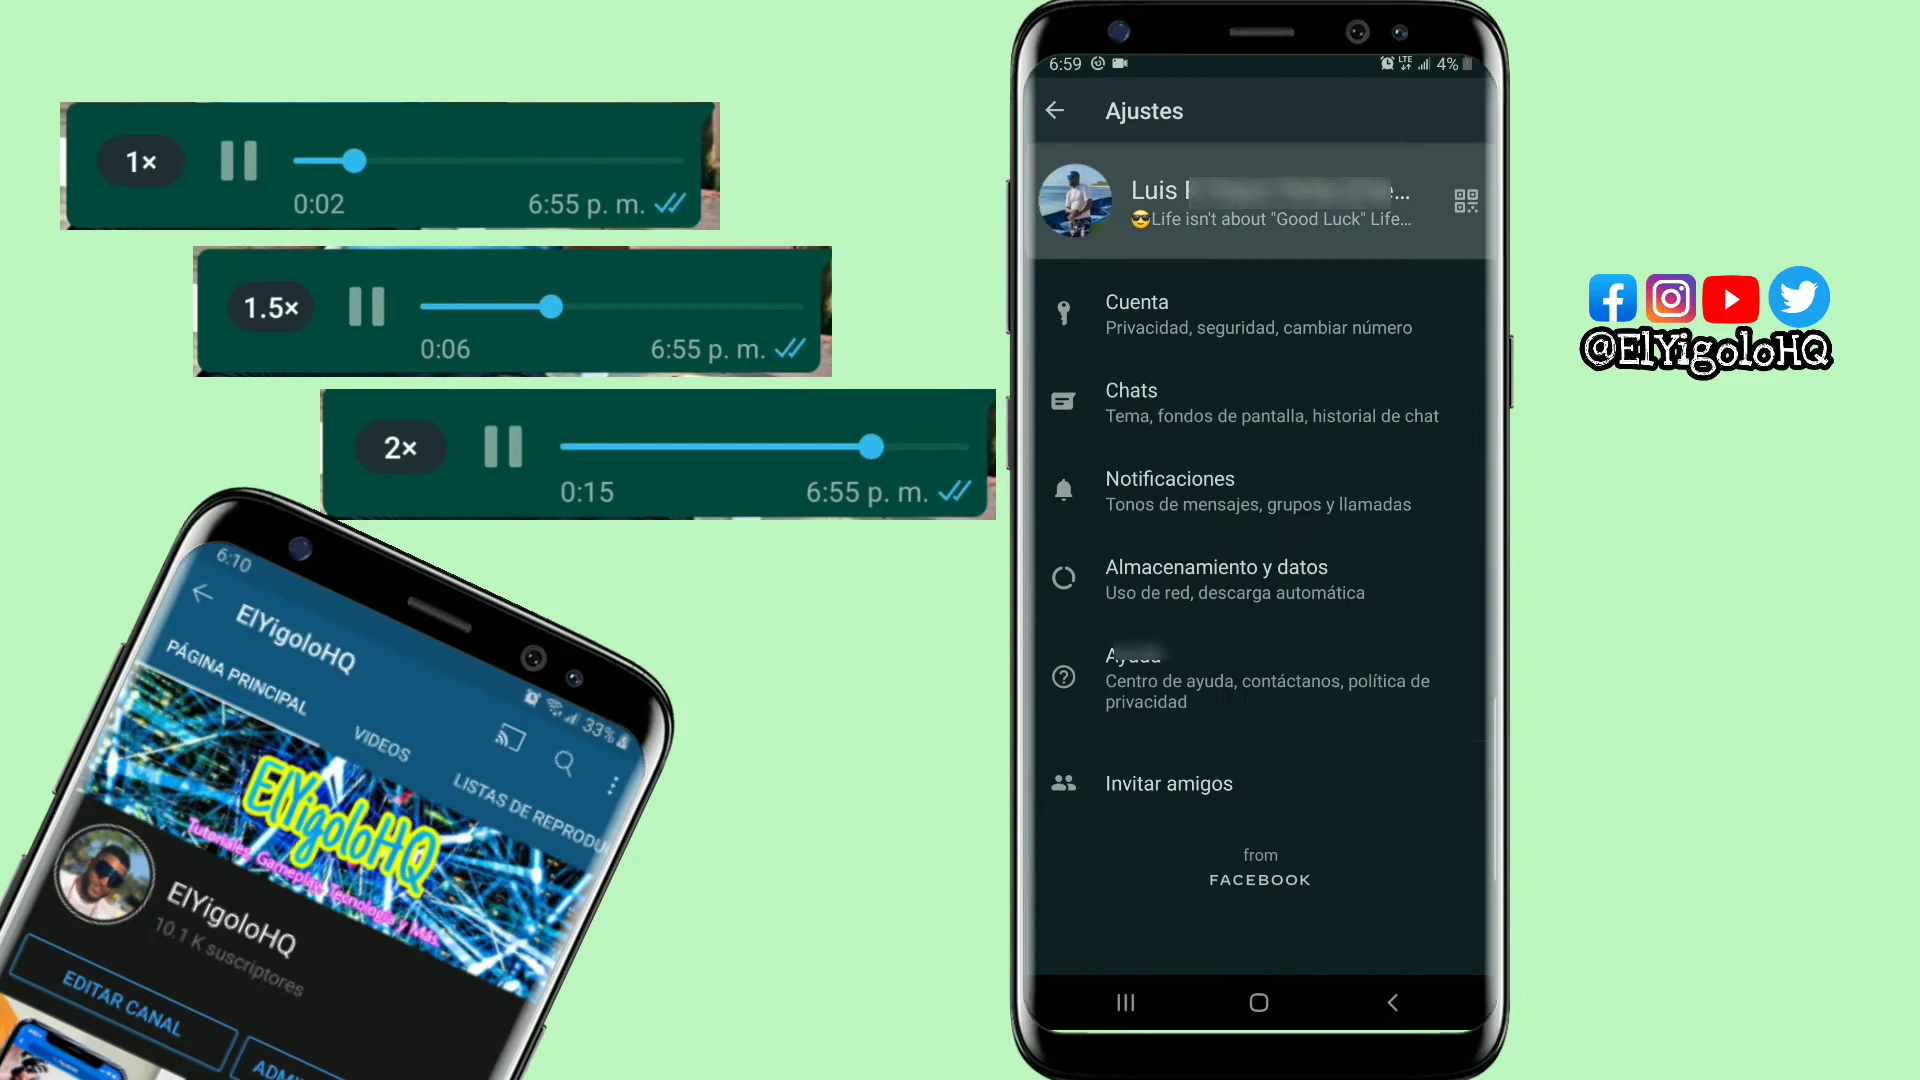 1×
0:02
6:55 p. m.
1.5×
0:06
6:55 p. m.
2×
0:15
6:55 p. m.
6:10
33%
ElYigoloHQ
PÁGINA PRINCIPAL
VIDEOS
LISTAS DE REPRODU
ElYigoloHQ
Tutoriales, Gameplay, Tecnología y Más.
ElYigoloHQ
10.1 K suscriptores
EDITAR CANAL
6:59
LTE
4%
Ajustes
Luis
😎Life isn't about "Good Luck" Life...
Cuenta
Privacidad, seguridad, cambiar número
Chats
Tema, fondos de pantalla, historial de chat
Notificaciones
Tonos de mensajes, grupos y llamadas
Almacenamiento y datos
Uso de red, descarga automática
Ayuda
Centro de ayuda, contáctanos, política de
privacidad
Invitar amigos
from
FACEBOOK
@ElYigoloHQ